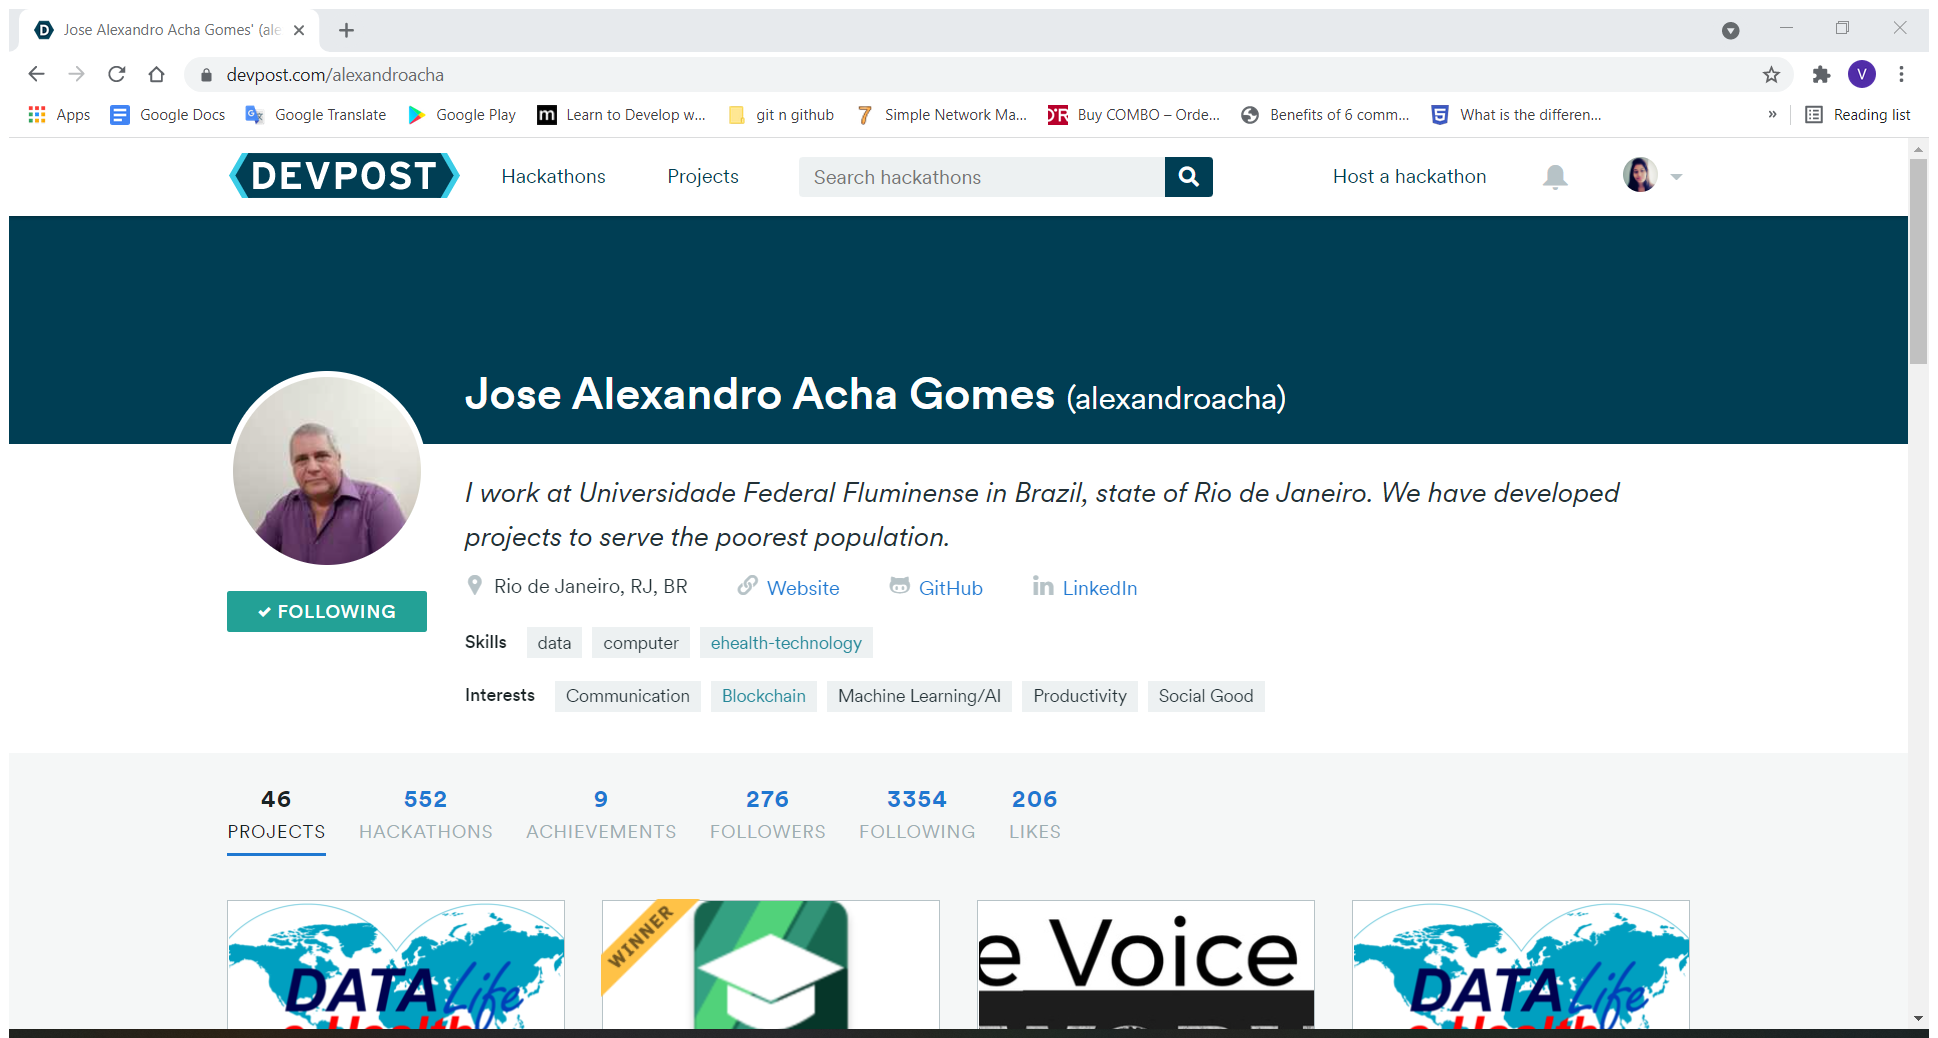 Jose Alexandro Acha Gomes' (ale
devpost.com/alexandroacha
V
Apps Google Docs Google Translate Google Play m Learn to Develop w... git n github 7 Simple Network Ma... Buy COMBO – Orde... Benefits of 6 comm... 5 What is the differen... » Reading list
DEVPOST Hackathons Projects Search hackathons Host a hackathon
Jose Alexandro Acha Gomes (alexandroacha)
I work at Universidade Federal Fluminense in Brazil, state of Rio de Janeiro. We have developed
projects to serve the poorest population.
Rio de Janeiro, RJ, BR Website GitHub LinkedIn
FOLLOWING
Skills data computer ehealth-technology
Interests Communication Blockchain Machine Learning/AI Productivity Social Good
46 552 9 276 3354 206
PROJECTS HACKATHONS ACHIEVEMENTS FOLLOWERS FOLLOWING LIKES
WINNER
e Voice
DATA Life DATA Life
e-Health e-Health